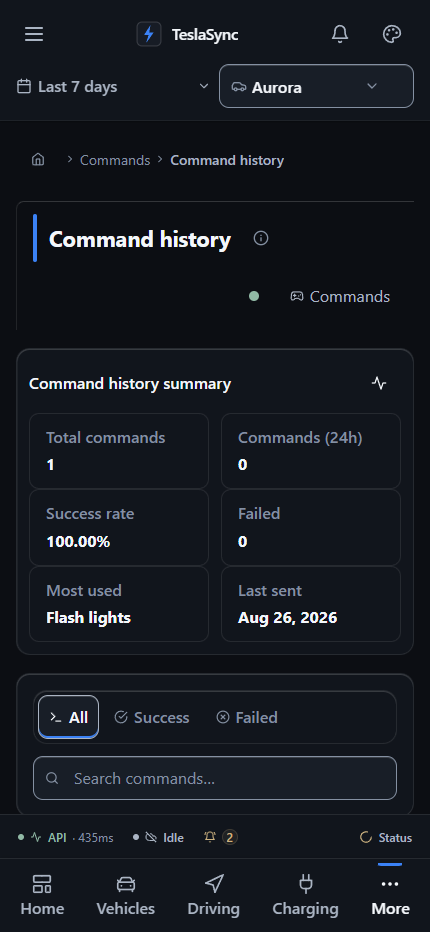 TeslaSync
Last 7 days
Aurora
Commands
Command history
Command history
Commands
Command history summary
Total commands
1
Commands (24h)
0
Success rate
100.00%
Failed
0
Most used
Flash lights
Last sent
Aug 26, 2026
All
Success
Failed
Search commands...
API · 435ms
Idle
2
Status
Home
Vehicles
Driving
Charging
More